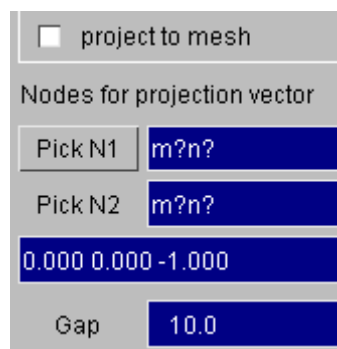 project to mesh
Nodes for projection vector
Pick N1 m?n?
Pick N2 m?n?
0.000 0.000 -1.000
Gap 10.0